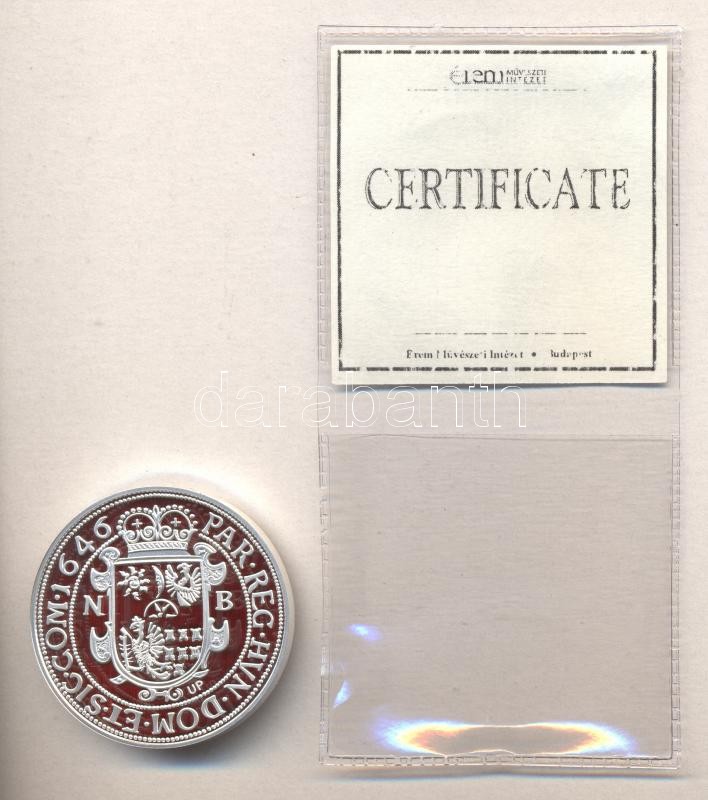 Érem MŰVÉSZETI
INTÉZET
CERTIFICATE
Érem Művészeti Intézet • Budapest
darabanth
PAR·REG·HVN·DOM·ET·SIC·COM·1646
N B
UP